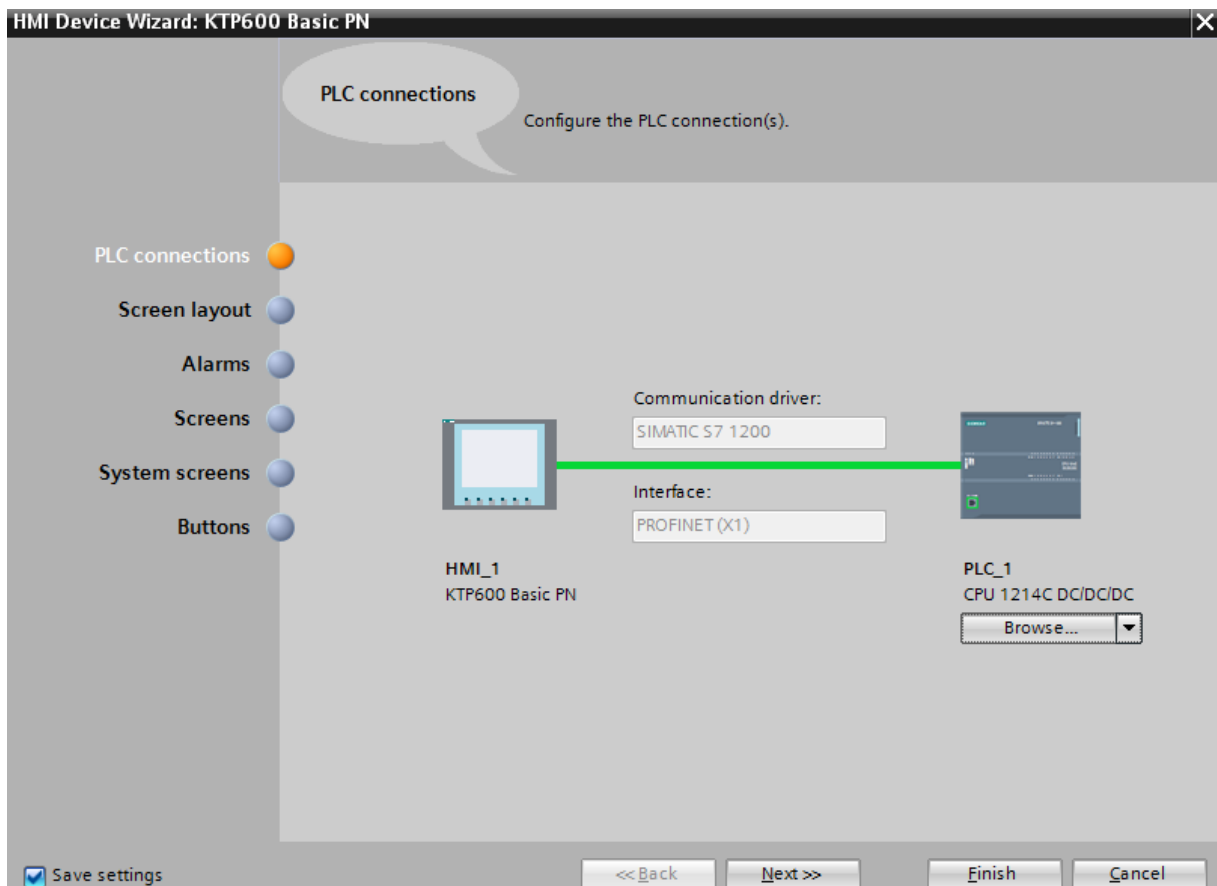 HMI Device Wizard: KTP600 Basic PN
PLC connections
Configure the PLC connection(s).
PLC connections
Screen layout
Alarms
Screens
System screens
Buttons
Communication driver:
SIMATIC S7 1200
Interface:
PROFINET (X1)
HMI_1
KTP600 Basic PN
PLC_1
CPU 1214C DC/DC/DC
Browse...
Save settings
<< Back
Next >>
Finish
Cancel